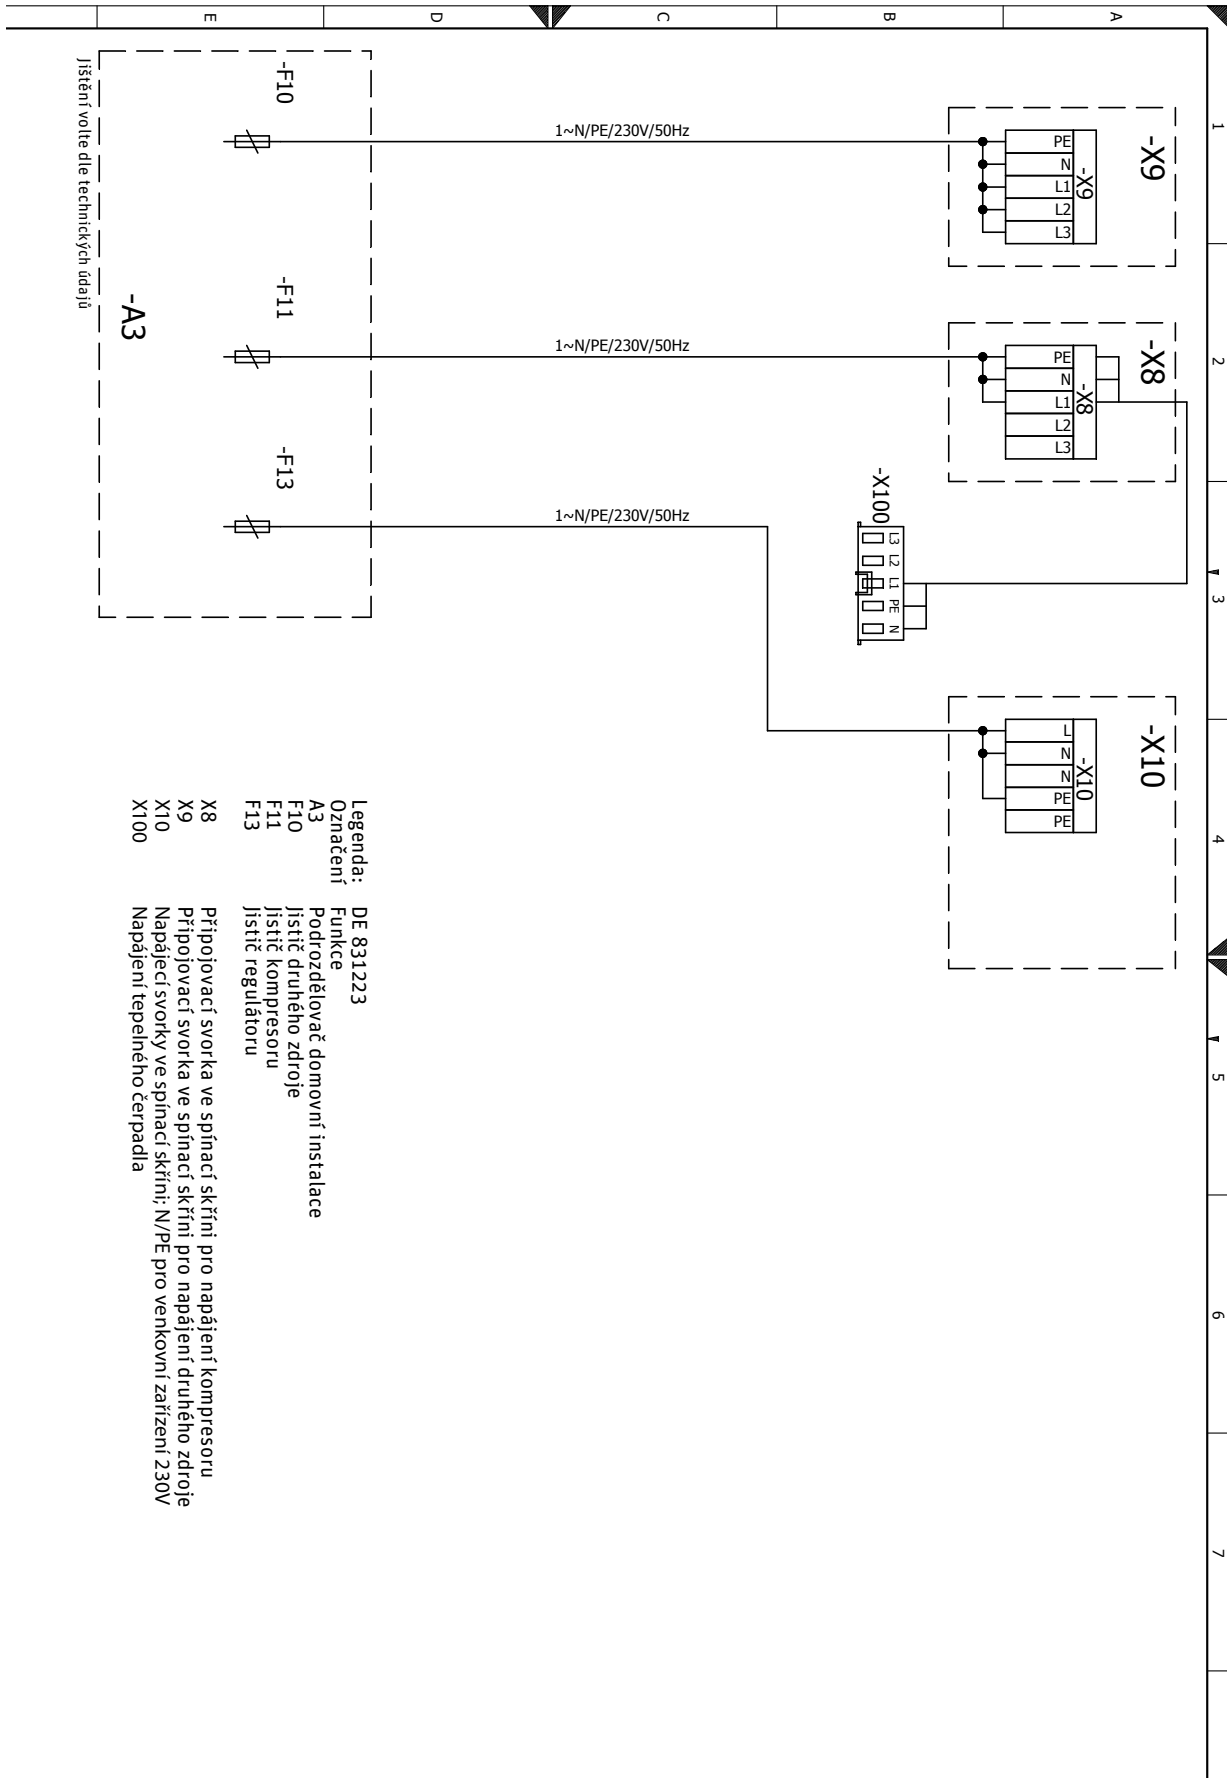 E
D
C
B
A
1
2
3
4
5
6
7
-X9
-X9
PE
N
L1
L2
L3
-X8
-X8
PE
N
L1
L2
L3
-X100
L3
L2
L1
PE
N
-X10
-X10
L
N
N
PE
PE
1~N/PE/230V/50Hz
1~N/PE/230V/50Hz
1~N/PE/230V/50Hz
-F10
-F11
-F13
-A3
Jištění volte dle technických údajů
Legenda: DE 831223
Označení Funkce
A3 Podrozdělovač domovní instalace
F10 Jistič druhého zdroje
F11 Jistič kompresoru
F13 Jistič regulátoru
X8 Připojovací svorka ve spínací skříni pro napájení kompresoru
X9 Připojovací svorka ve spínací skříni pro napájení druhého zdroje
X10 Napájecí svorky ve spínací skříni; N/PE pro venkovní zařízení 230V
X100 Napájení tepelného čerpadla